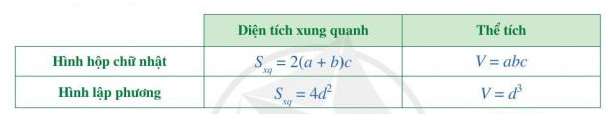 Diện tích xung quanh Thể tích
Hình hộp chữ nhật S_xq = 2(a + b)c V = abc
Hình lập phương S_xq = 4d² V = d³